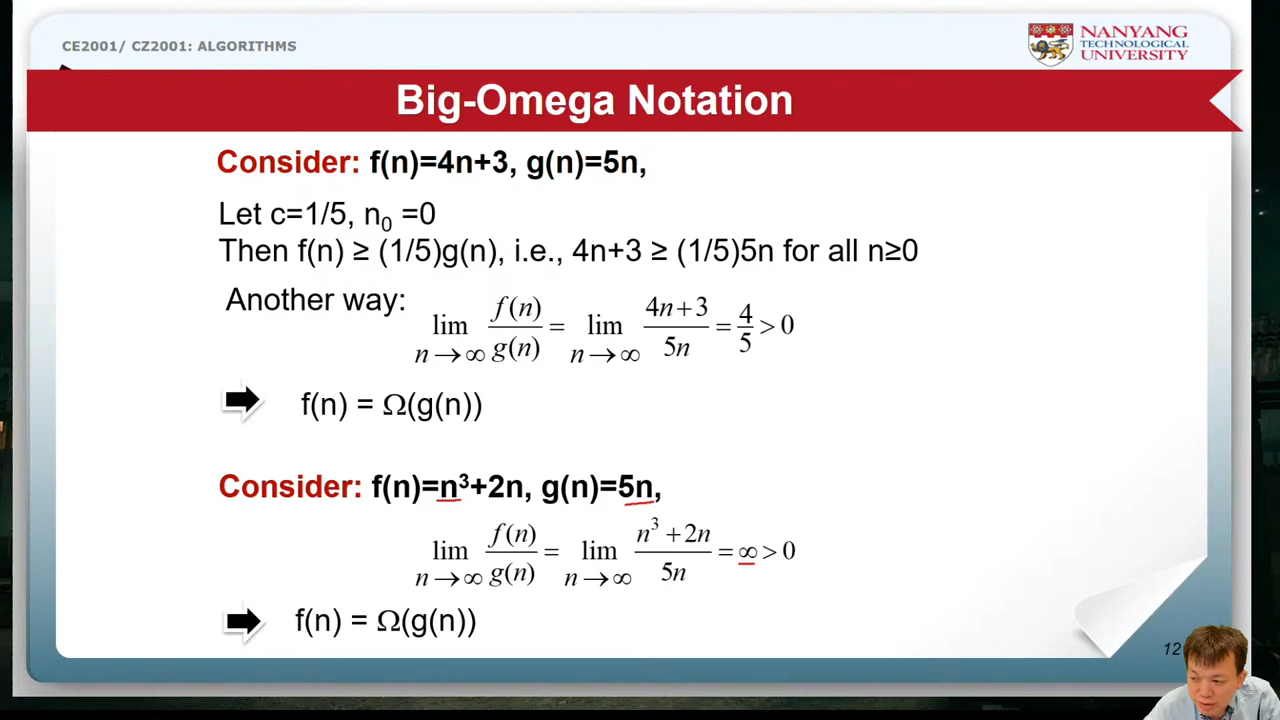 CE2001/ CZ2001: ALGORITHMS
NANYANG
TECHNOLOGICAL
UNIVERSITY
Big-Omega Notation
Consider: f(n)=4n+3, g(n)=5n,
Let c=1/5, n₀ =0
Then f(n) ≥ (1/5)g(n), i.e., 4n+3 ≥ (1/5)5n for all n≥0
Another way: lim n→∞ f(n)/g(n) = lim n→∞ (4n+3)/5n = 4/5 > 0
f(n) = Ω(g(n))
Consider: f(n)=n³+2n, g(n)=5n,
lim n→∞ f(n)/g(n) = lim n→∞ (n³+2n)/5n = ∞ > 0
f(n) = Ω(g(n))
12